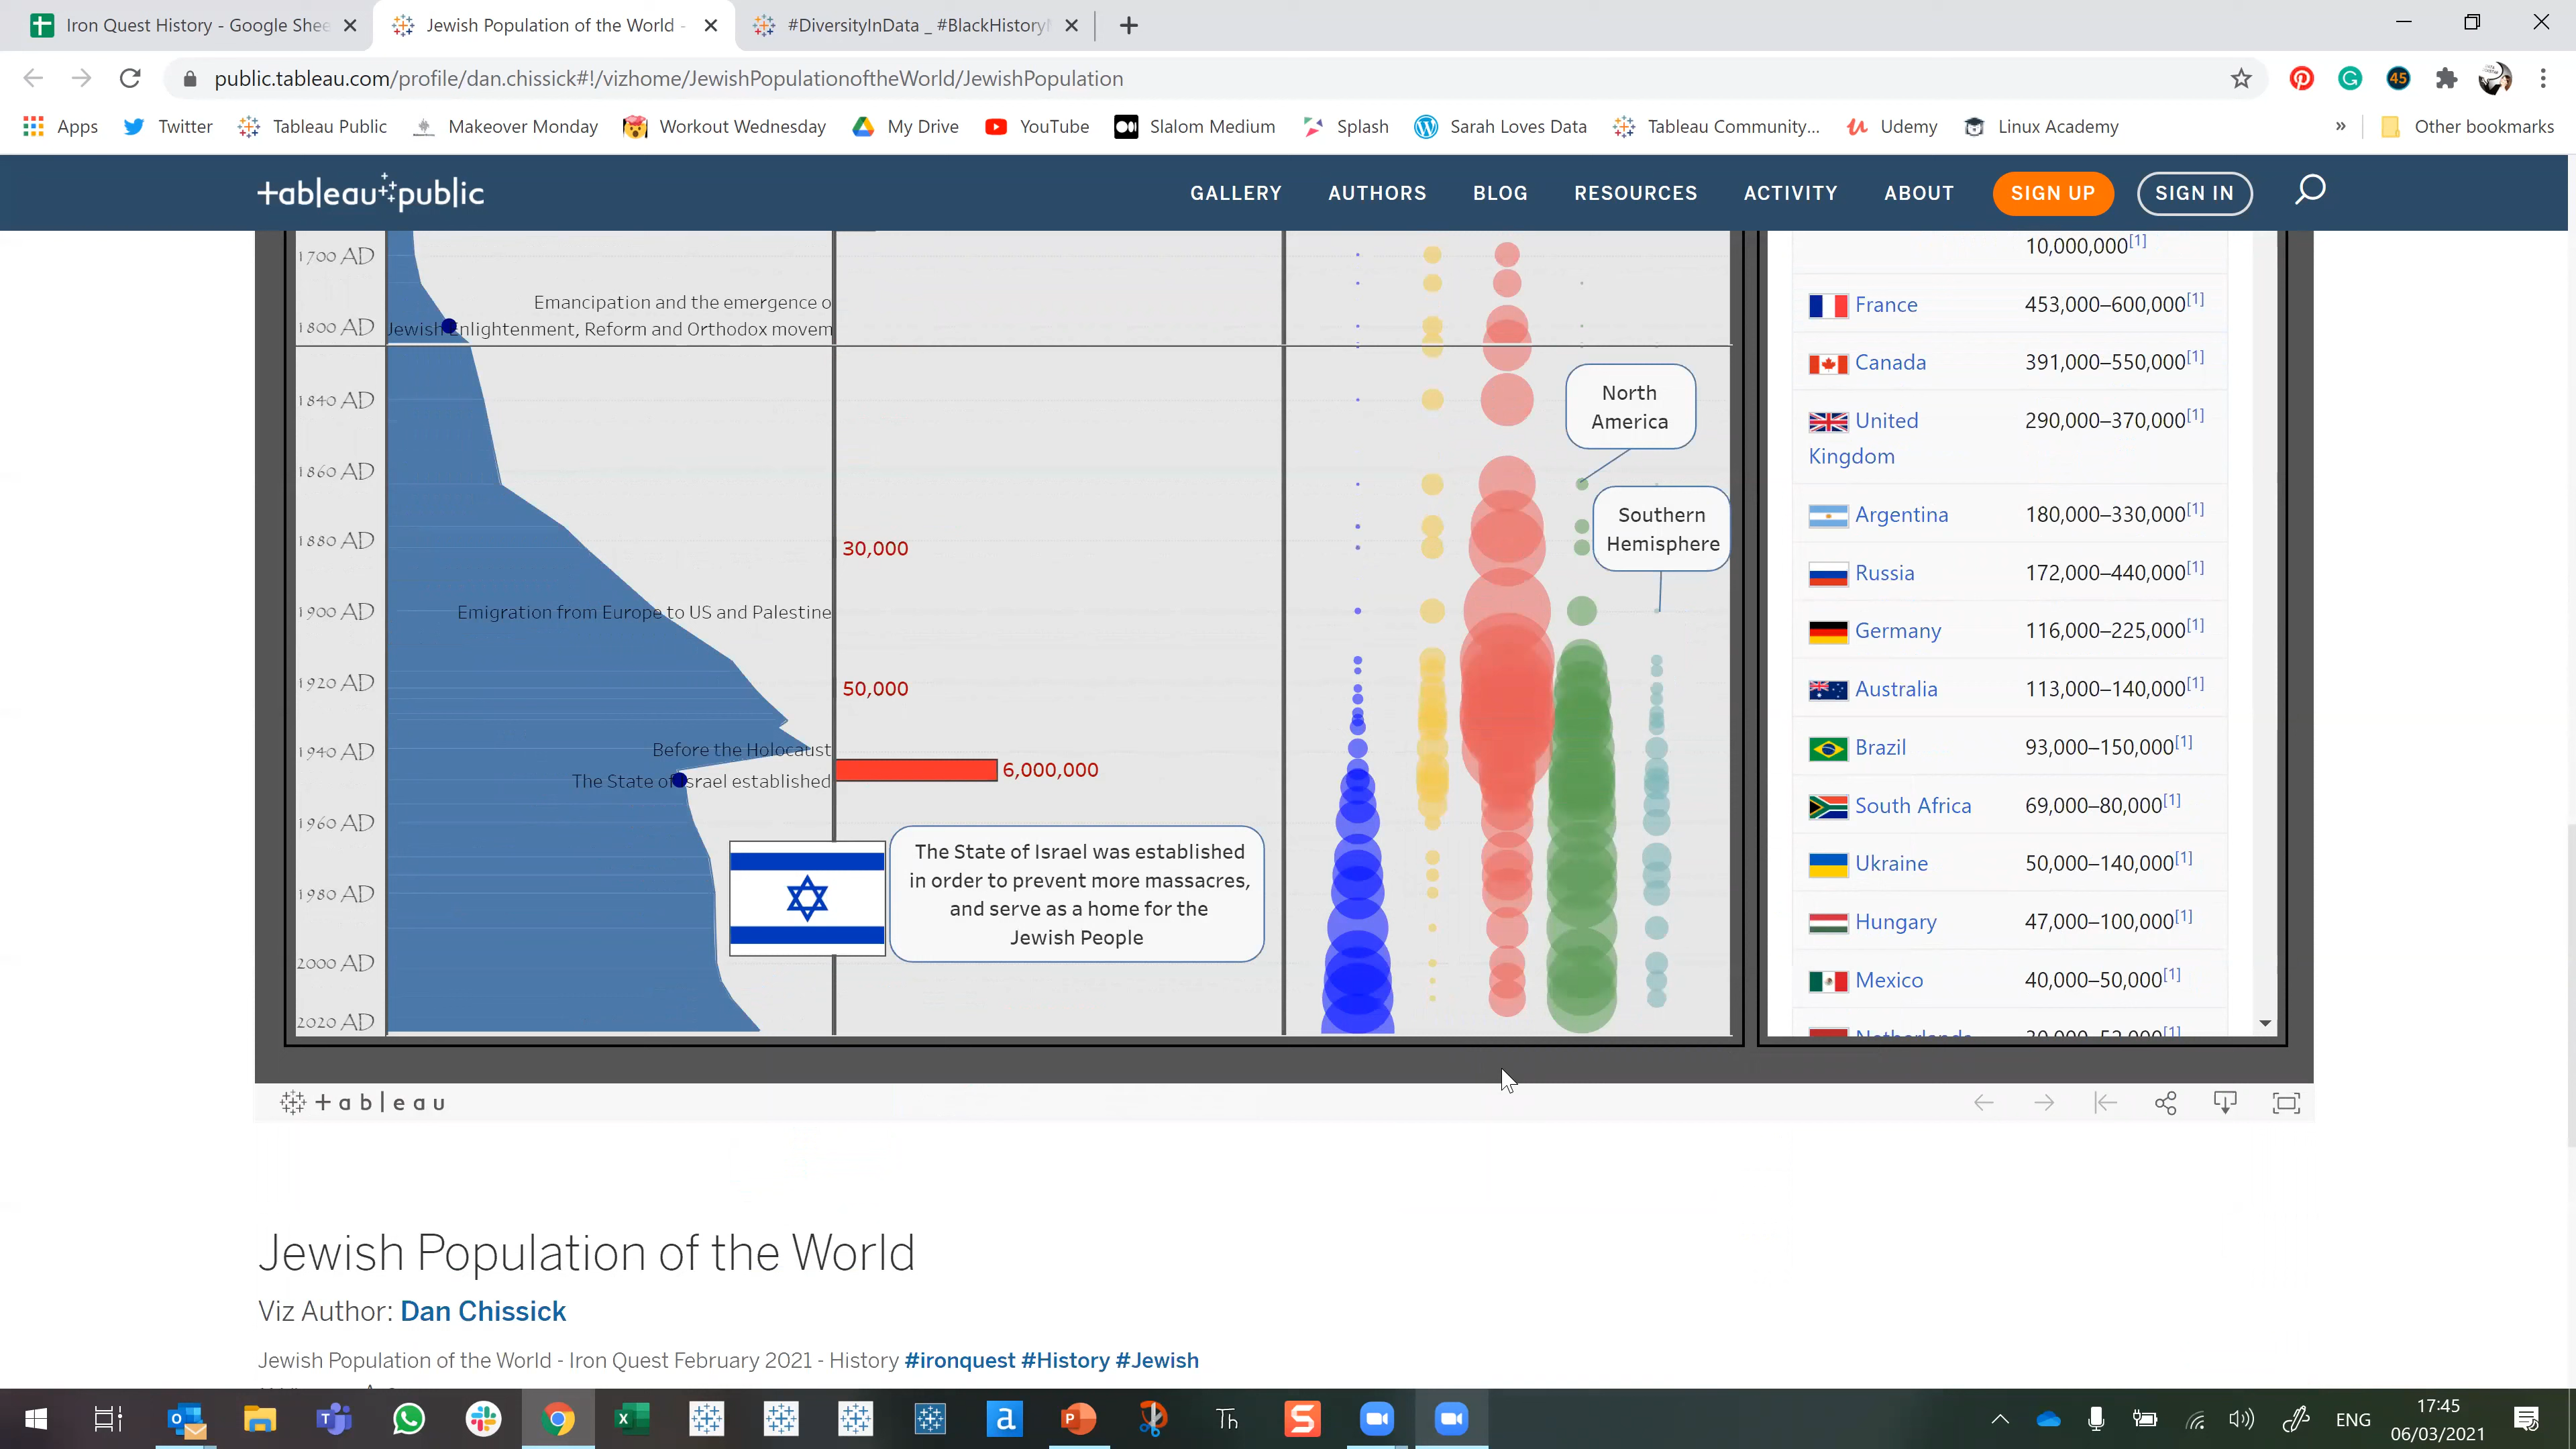 Iron Quest History - Google Shee
Jewish Population of the World -
#DiversityInData _ #BlackHistory
public.tableau.com/profile/dan.chissick#!/vizhome/JewishPopulationoftheWorld/JewishPopulation
45
Apps
Twitter
Tableau Public
Makeover Monday
Workout Wednesday
My Drive
YouTube
Slalom Medium
Splash
Sarah Loves Data
Tableau Community...
Udemy
Linux Academy
»
Other bookmarks
tableau public
GALLERY
AUTHORS
BLOG
RESOURCES
ACTIVITY
ABOUT
SIGN UP
SIGN IN
1700 AD
1800 AD
1840 AD
1860 AD
1880 AD
1900 AD
1920 AD
1940 AD
1960 AD
1980 AD
2000 AD
2020 AD
Emancipation and the emergence o
Jewish Enlightenment, Reform and Orthodox movem
Emigration from Europe to US and Palestine
Before the Holocaust
The State of Israel established
30,000
50,000
6,000,000
The State of Israel was established
in order to prevent more massacres,
and serve as a home for the
Jewish People
North
America
Southern
Hemisphere
10,000,000[1]
France 453,000–600,000[1]
Canada 391,000–550,000[1]
United 290,000–370,000[1]
Kingdom
Argentina 180,000–330,000[1]
Russia 172,000–440,000[1]
Germany 116,000–225,000[1]
Australia 113,000–140,000[1]
Brazil 93,000–150,000[1]
South Africa 69,000–80,000[1]
Ukraine 50,000–140,000[1]
Hungary 47,000–100,000[1]
Mexico 40,000–50,000[1]
tableau
Jewish Population of the World
Viz Author: Dan Chissick
Jewish Population of the World - Iron Quest February 2021 - History #ironquest #History #Jewish
Th
ENG
17:45
06/03/2021